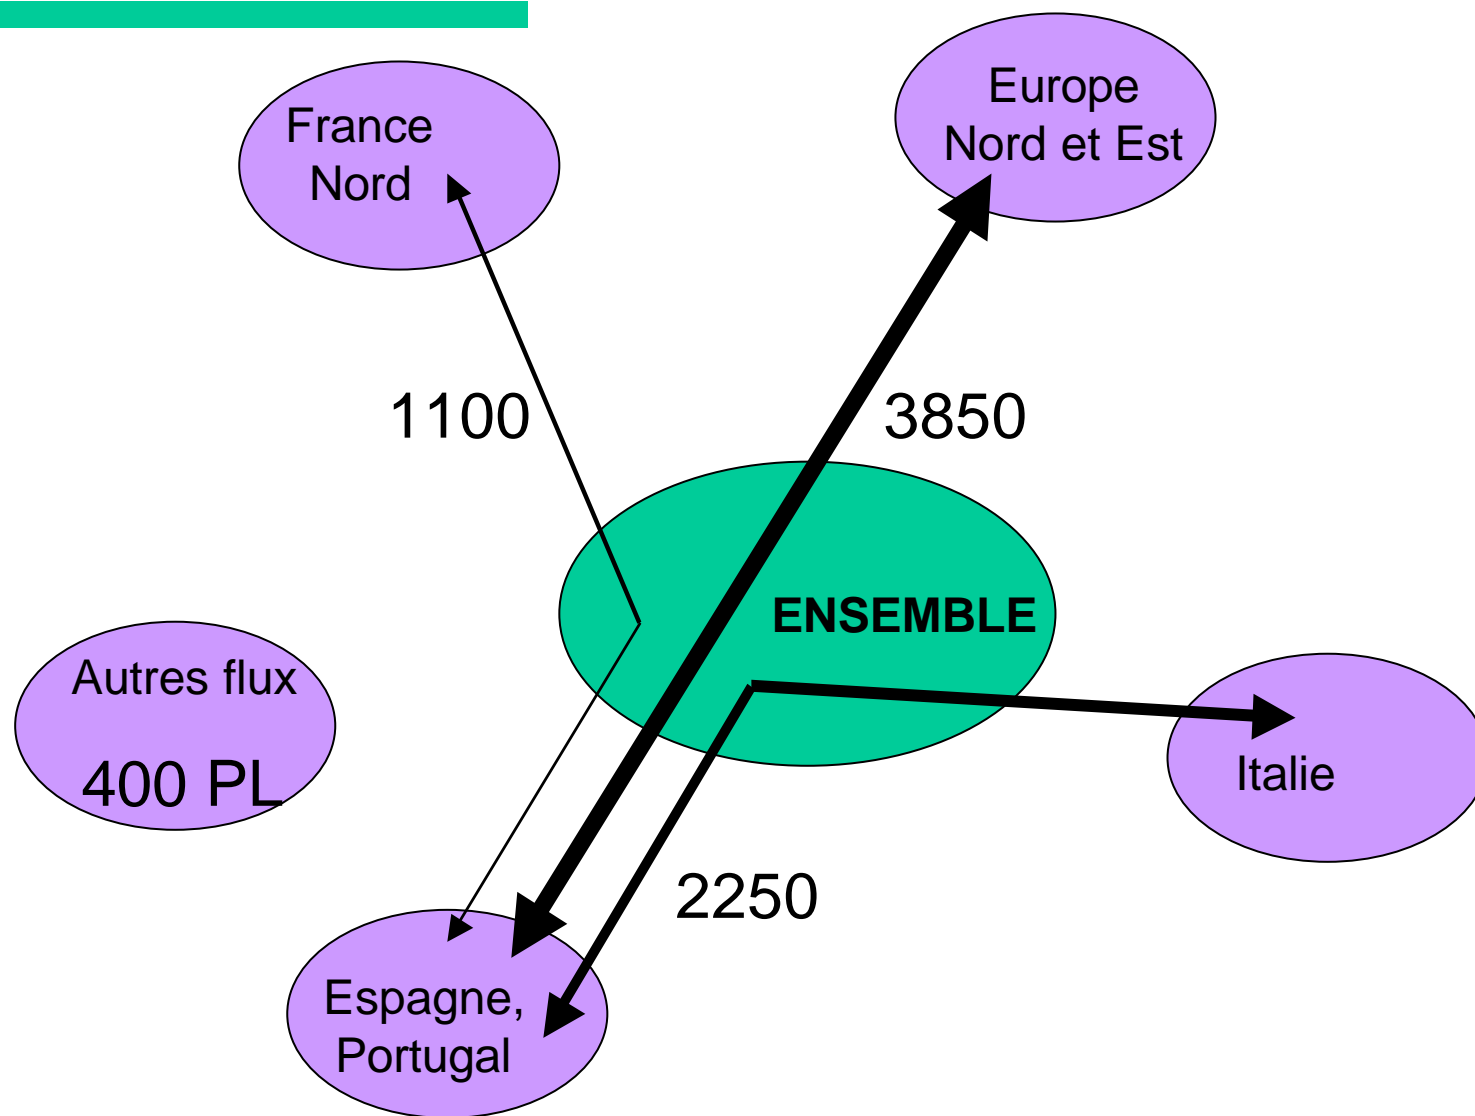 Europe
Nord et Est
France
Nord
1100
3850
ENSEMBLE
Autres flux
400 PL
Italie
2250
Espagne,
Portugal